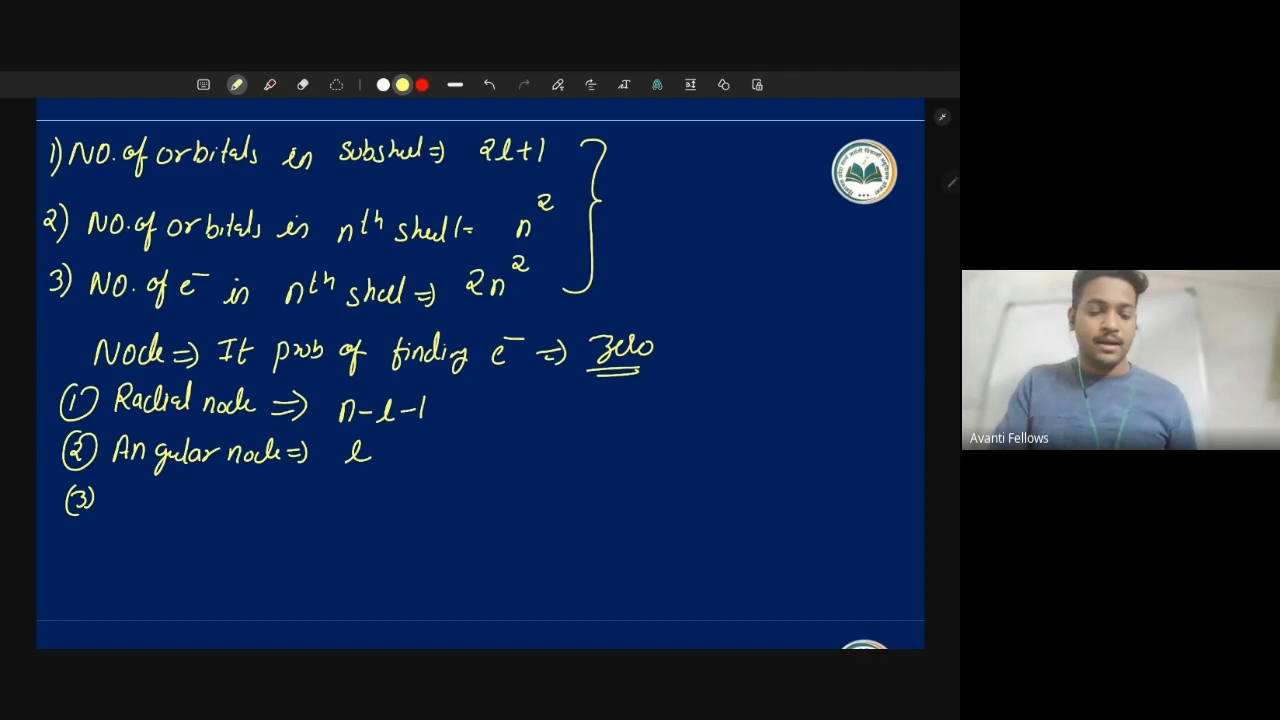 1) NO. of orbitals in subshell => 2l+1
2) NO. of orbitals in nth shell = n²
3) NO. of e⁻ in nth shell => 2n²
Node => It prob of finding e⁻ => Zero
① Radial node => n-l-1
② Angular node => l
(3)
Avanti Fellows